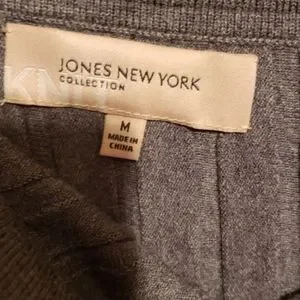 JONES NEW YORK
COLLECTION
M
MADE IN
CHINA